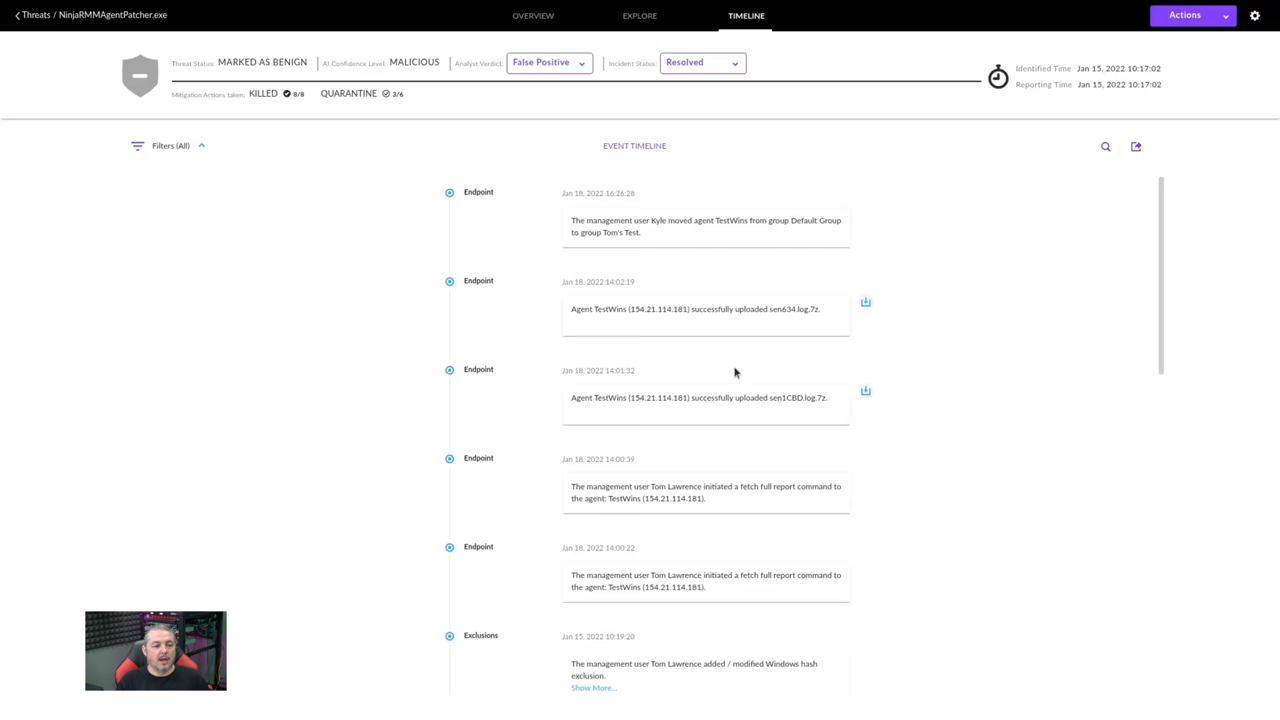 Threats / NinjaRMMAgentPatcher.exe
OVERVIEW
EXPLORE
TIMELINE
Actions
Threat Status: MARKED AS BENIGN
AI Confidence Level: MALICIOUS
Analyst Verdict: False Positive
Incident Status: Resolved
Mitigation Actions taken: KILLED 8/8 QUARANTINE 3/6
Identified Time Jan 15, 2022 10:17:02
Reporting Time Jan 15, 2022 10:17:02
Filters (All)
EVENT TIMELINE
Endpoint
Jan 18, 2022 16:26:28
The management user Kyle moved agent TestWins from group Default Group
to group Tom's Test.
Endpoint
Jan 18, 2022 14:02:19
Agent TestWins (154.21.114.181) successfully uploaded sen634.log.7z.
Endpoint
Jan 18, 2022 14:01:32
Agent TestWins (154.21.114.181) successfully uploaded sen1CBD.log.7z.
Endpoint
Jan 18, 2022 14:00:39
The management user Tom Lawrence initiated a fetch full report command to
the agent: TestWins (154.21.114.181).
Endpoint
Jan 18, 2022 14:00:22
The management user Tom Lawrence initiated a fetch full report command to
the agent: TestWins (154.21.114.181).
Exclusions
Jan 15, 2022 10:19:20
The management user Tom Lawrence added / modified Windows hash
exclusion.
Show More...